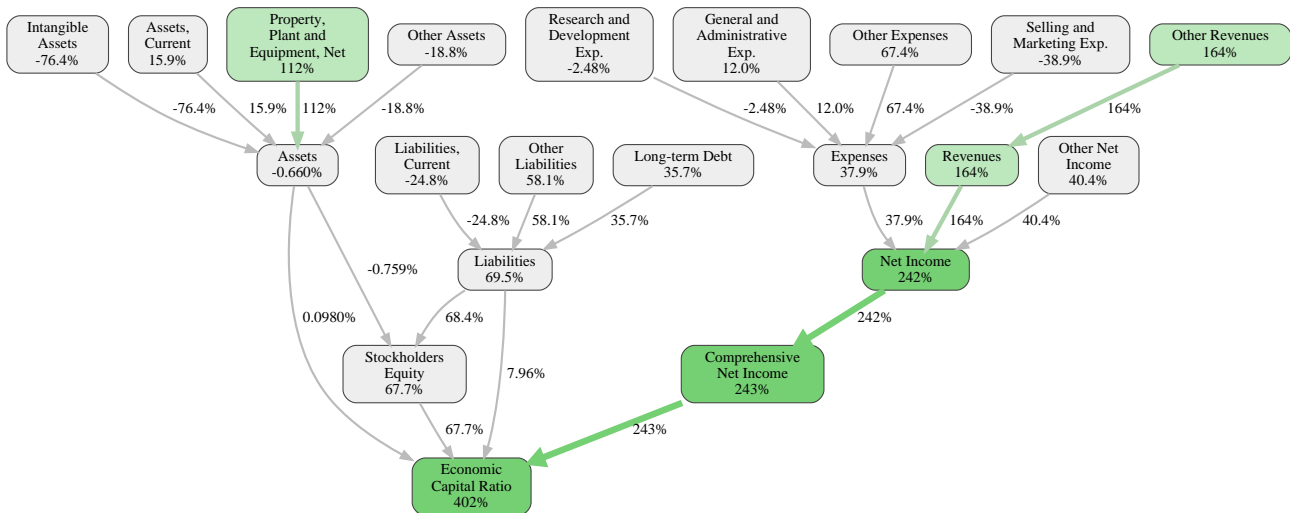 Intangible
Assets
-76.4%
Assets,
Current
15.9%
Property,
Plant and
Equipment, Net
112%
Other Assets
-18.8%
Research and
Development
Exp.
-2.48%
General and
Administrative
Exp.
12.0%
Other Expenses
67.4%
Selling and
Marketing Exp.
-38.9%
Other Revenues
164%
-76.4%
15.9%
112%
-18.8%
-2.48%
12.0%
67.4%
-38.9%
164%
Assets
-0.660%
Liabilities,
Current
-24.8%
Other
Liabilities
58.1%
Long-term Debt
35.7%
Expenses
37.9%
Revenues
164%
Other Net
Income
40.4%
-24.8%
58.1%
35.7%
37.9%
164%
40.4%
-0.759%
Liabilities
69.5%
Net Income
242%
0.0980%
68.4%
242%
Stockholders
Equity
67.7%
7.96%
Comprehensive
Net Income
243%
67.7%
243%
Economic
Capital Ratio
402%